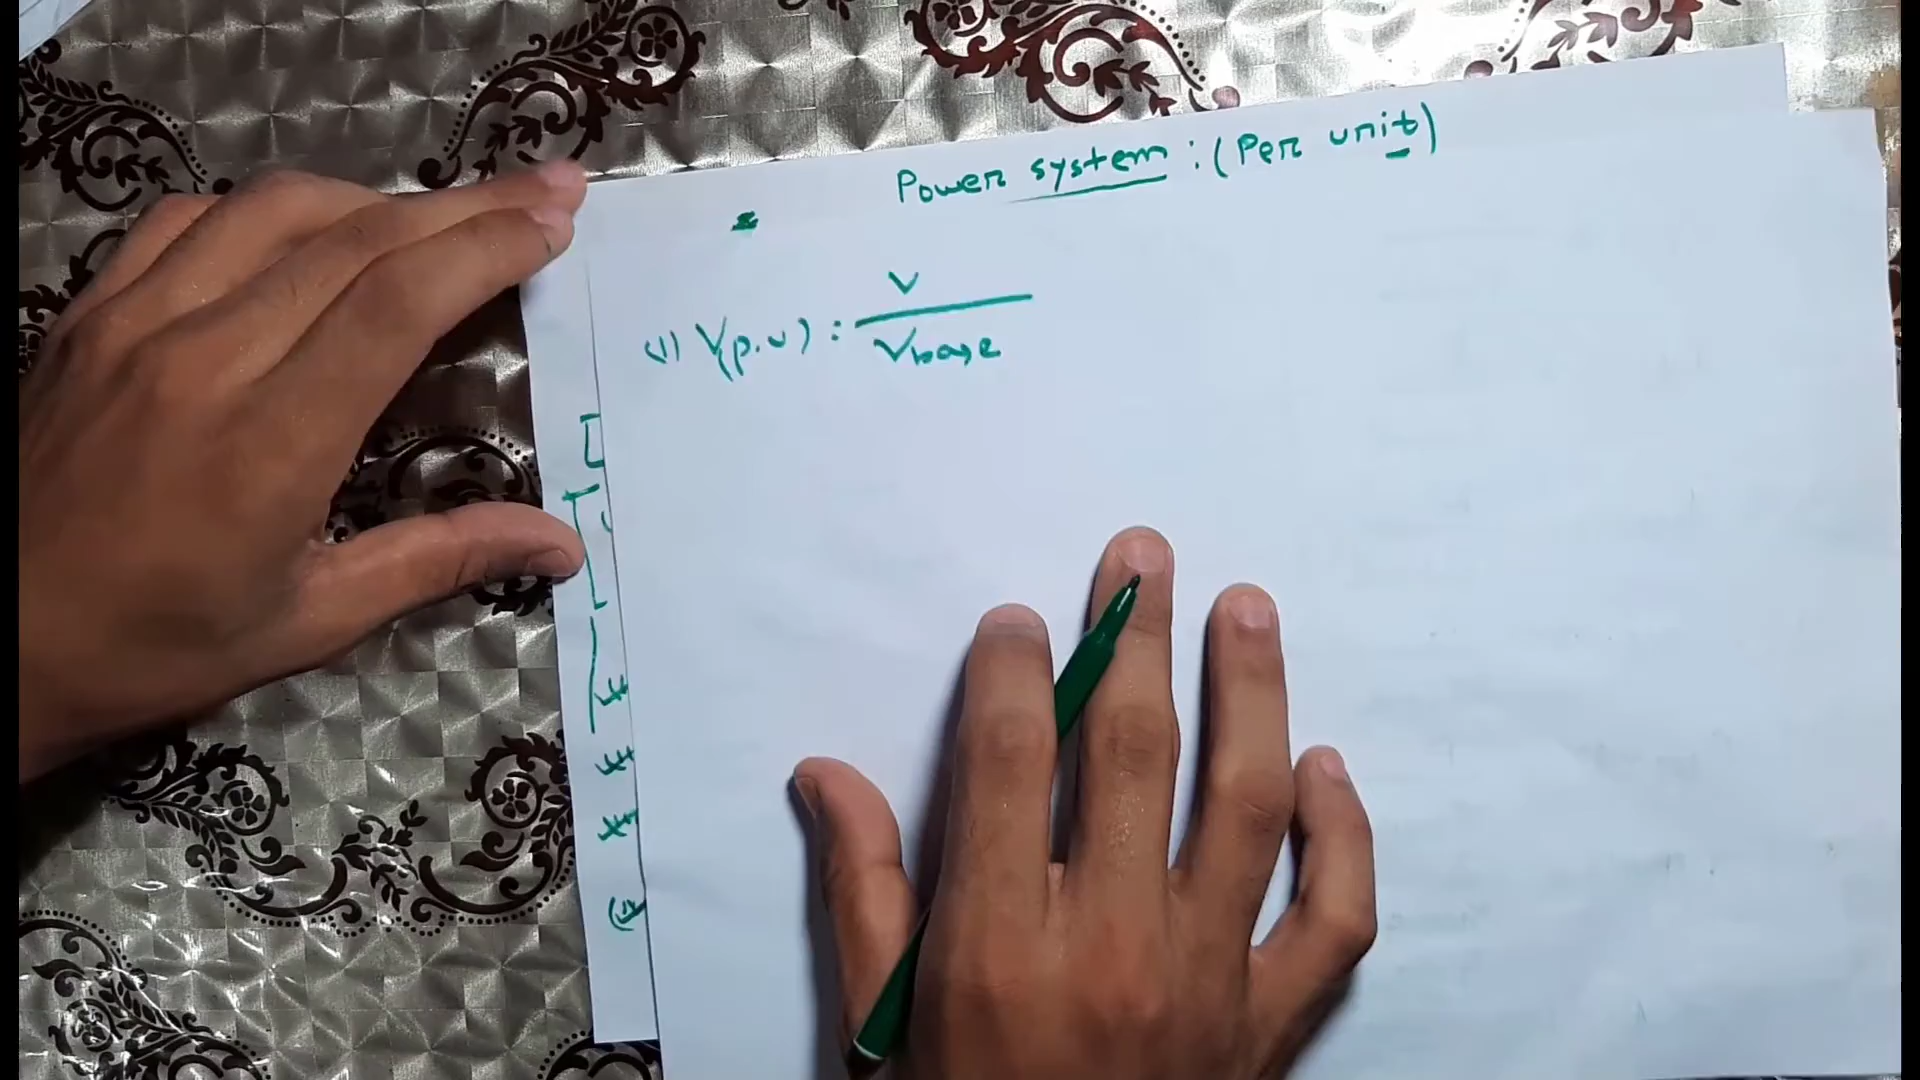 Power system : (Per unit)
(1) V(p.u) = V / Vbase